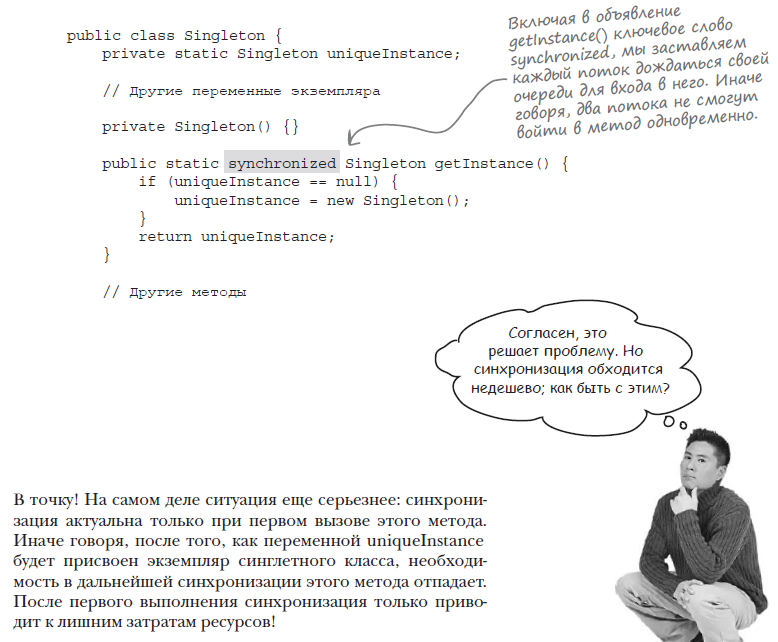 public class Singleton {
private static Singleton uniqueInstance;
// Другие переменные экземпляра
private Singleton() {}
public static synchronized Singleton getInstance() {
if (uniqueInstance == null) {
uniqueInstance = new Singleton();
}
return uniqueInstance;
}
// Другие методы
Включая в объявление
getInstance() ключевое слово
synchronized, мы заставляем
каждый поток дождаться своей
очереди для входа в него. Иначе
говоря, два потока не смогут
войти в метод одновременно.
Согласен, это
решает проблему. Но
синхронизация обходится
недешево; как быть с этим?
В точку! На самом деле ситуация еще серьезнее: синхрони-
зация актуальна только при первом вызове этого метода.
Иначе говоря, после того, как переменной uniqueInstance
будет присвоен экземпляр синглетного класса, необходи-
мость в дальнейшей синхронизации этого метода отпадает.
После первого выполнения синхронизация только приво-
дит к лишним затратам ресурсов!